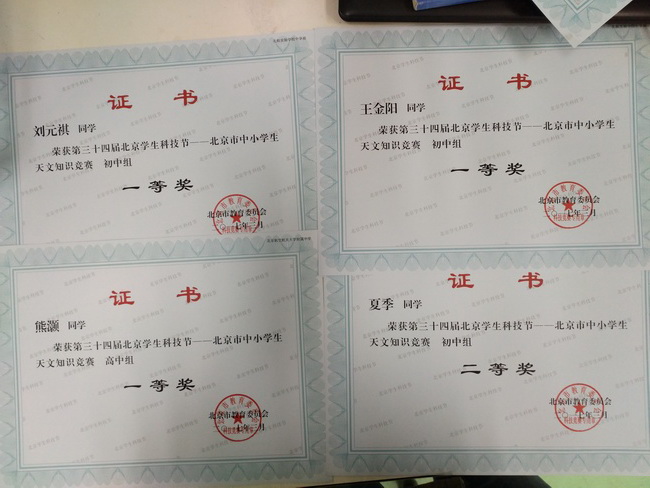 证 书
刘元祺 同学
荣获第三十四届北京学生科技节——北京市中小学生
天文知识竞赛 初中组
一等奖
北京市教育委员会
证 书
王金阳 同学
荣获第三十四届北京学生科技节——北京市中小学生
天文知识竞赛 初中组
一等奖
北京市教育委员会
证 书
熊灏 同学
荣获第三十四届北京学生科技节——北京市中小学生
天文知识竞赛 高中组
一等奖
北京市教育委员会
证 书
夏季 同学
荣获第三十四届北京学生科技节——北京市中小学生
天文知识竞赛 初中组
二等奖
北京市教育委员会